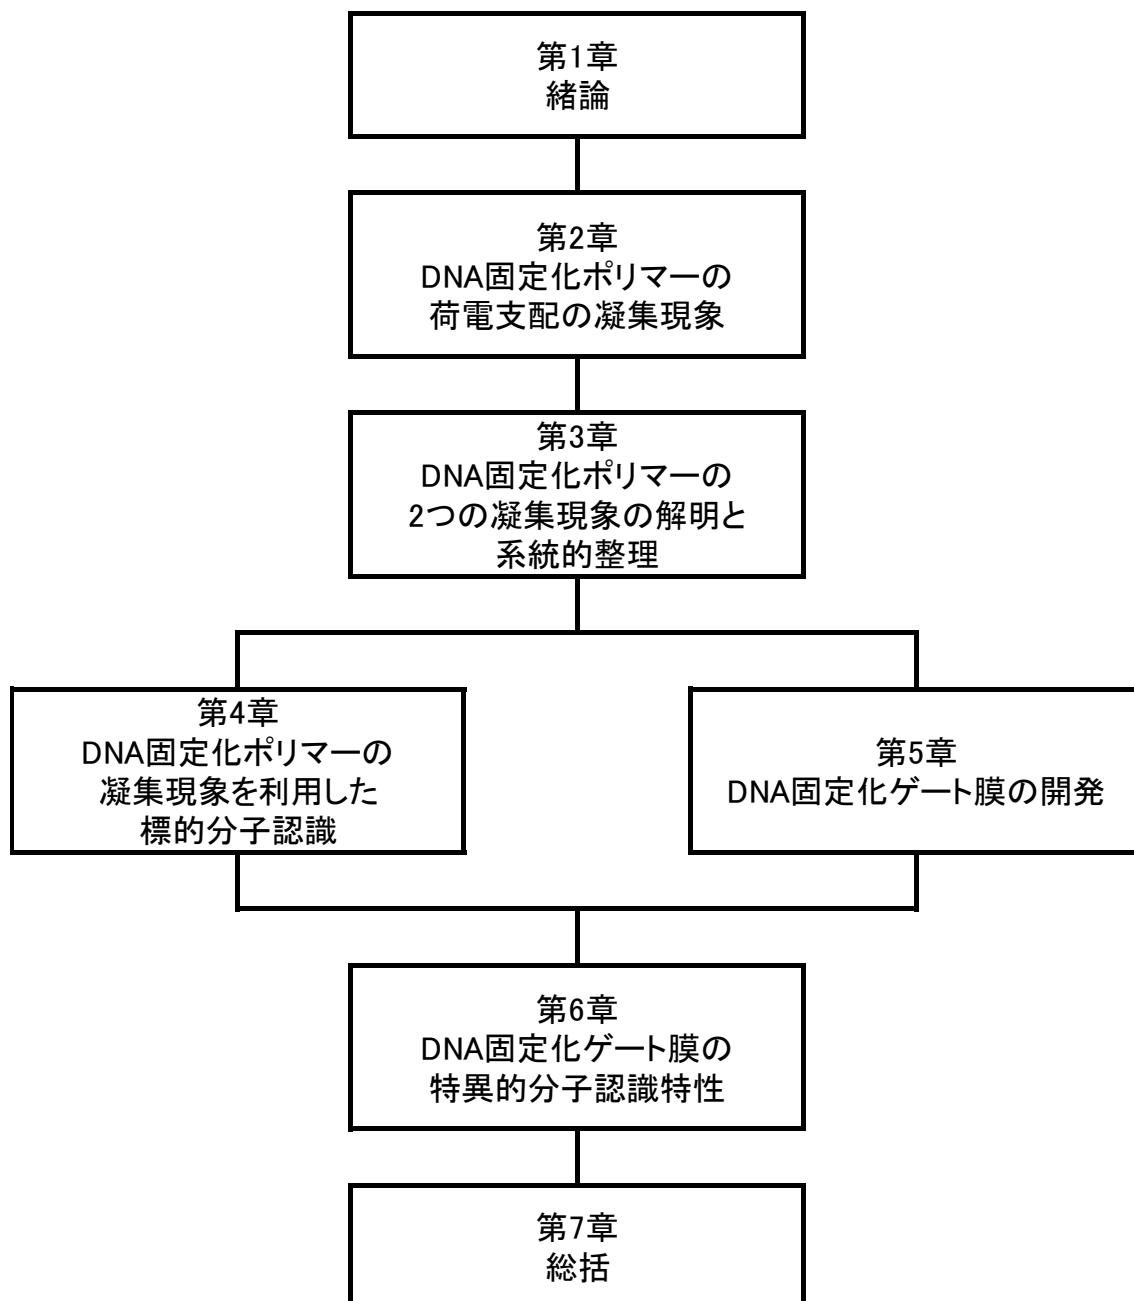 第1章
緒論
第2章
DNA固定化ポリマーの
荷電支配の凝集現象
第3章
DNA固定化ポリマーの
2つの凝集現象の解明と
系統的整理
第4章
DNA固定化ポリマーの
凝集現象を利用した
標的分子認識
第5章
DNA固定化ゲート膜の開発
第6章
DNA固定化ゲート膜の
特異的分子認識特性
第7章
総括